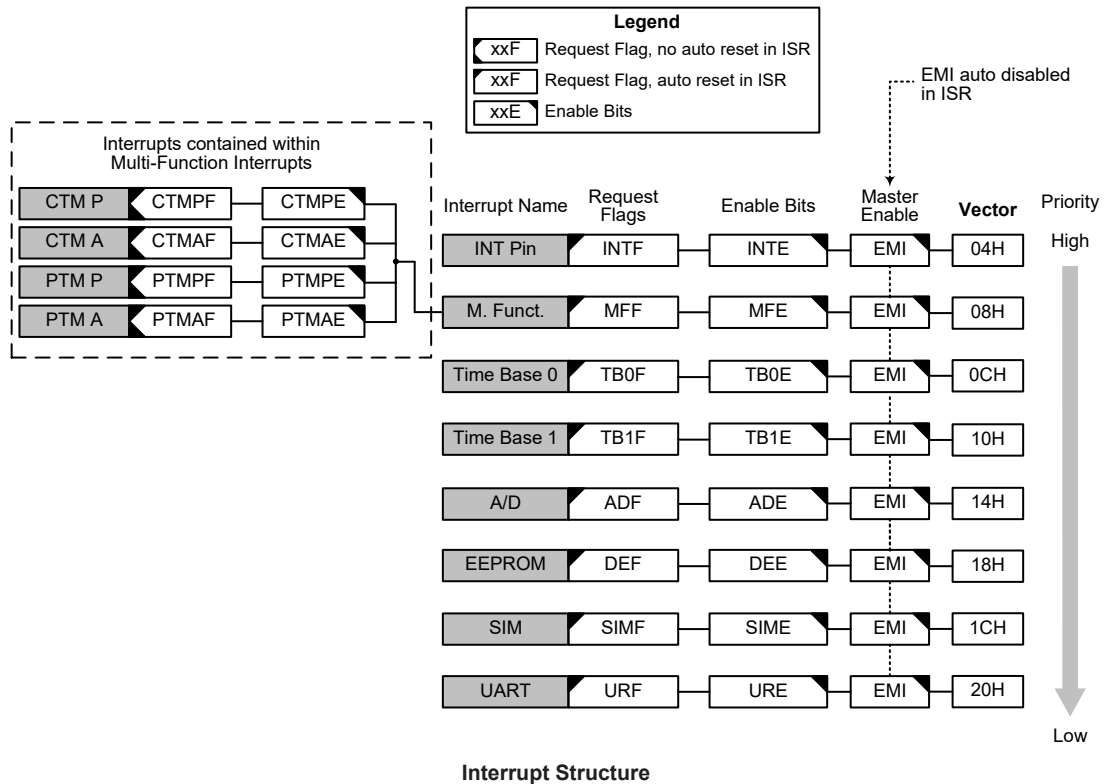 Legend
xxF Request Flag, no auto reset in ISR
xxF Request Flag, auto reset in ISR
xxE Enable Bits
EMI auto disabled
in ISR
Interrupts contained within
Multi-Function Interrupts
CTM P CTMPF CTMPE
CTM A CTMAF CTMAE
PTM P PTMPF PTMPE
PTM A PTMAF PTMAE
Interrupt Name Request Flags Enable Bits Master Enable Vector Priority
INT Pin INTF INTE EMI 04H High
M. Funct. MFF MFE EMI 08H
Time Base 0 TB0F TB0E EMI 0CH
Time Base 1 TB1F TB1E EMI 10H
A/D ADF ADE EMI 14H
EEPROM DEF DEE EMI 18H
SIM SIMF SIME EMI 1CH
UART URF URE EMI 20H
Low
Interrupt Structure